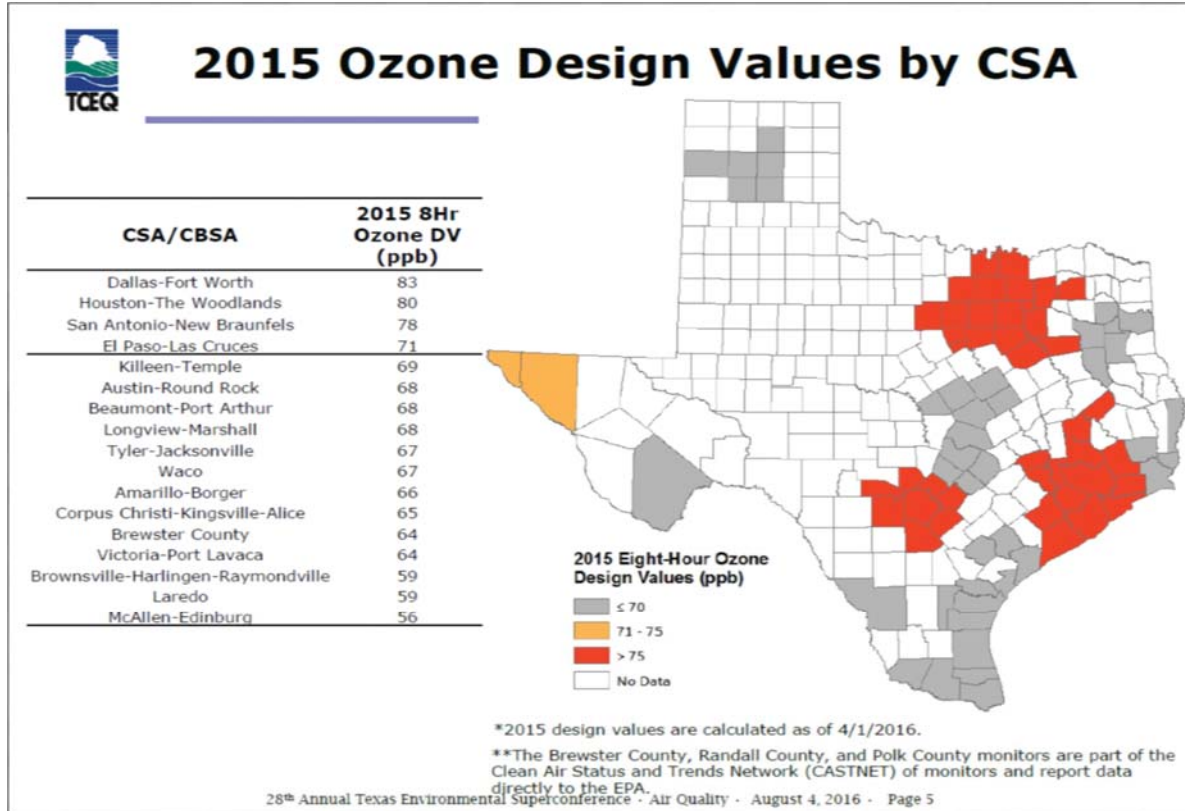 TCEQ
2015 Ozone Design Values by CSA
CSA/CBSA
2015 8Hr
Ozone DV
(ppb)
Dallas-Fort Worth 83
Houston-The Woodlands 80
San Antonio-New Braunfels 78
El Paso-Las Cruces 71
Killeen-Temple 69
Austin-Round Rock 68
Beaumont-Port Arthur 68
Longview-Marshall 68
Tyler-Jacksonville 67
Waco 67
Amarillo-Borger 66
Corpus Christi-Kingsville-Alice 65
Brewster County 64
Victoria-Port Lavaca 64
Brownsville-Harlingen-Raymondville 59
Laredo 59
McAllen-Edinburg 56
2015 Eight-Hour Ozone
Design Values (ppb)
≤ 70
71 - 75
> 75
No Data
*2015 design values are calculated as of 4/1/2016.
**The Brewster County, Randall County, and Polk County monitors are part of the
Clean Air Status and Trends Network (CASTNET) of monitors and report data
directly to the EPA.
28th Annual Texas Environmental Superconference · Air Quality · August 4, 2016 · Page 5